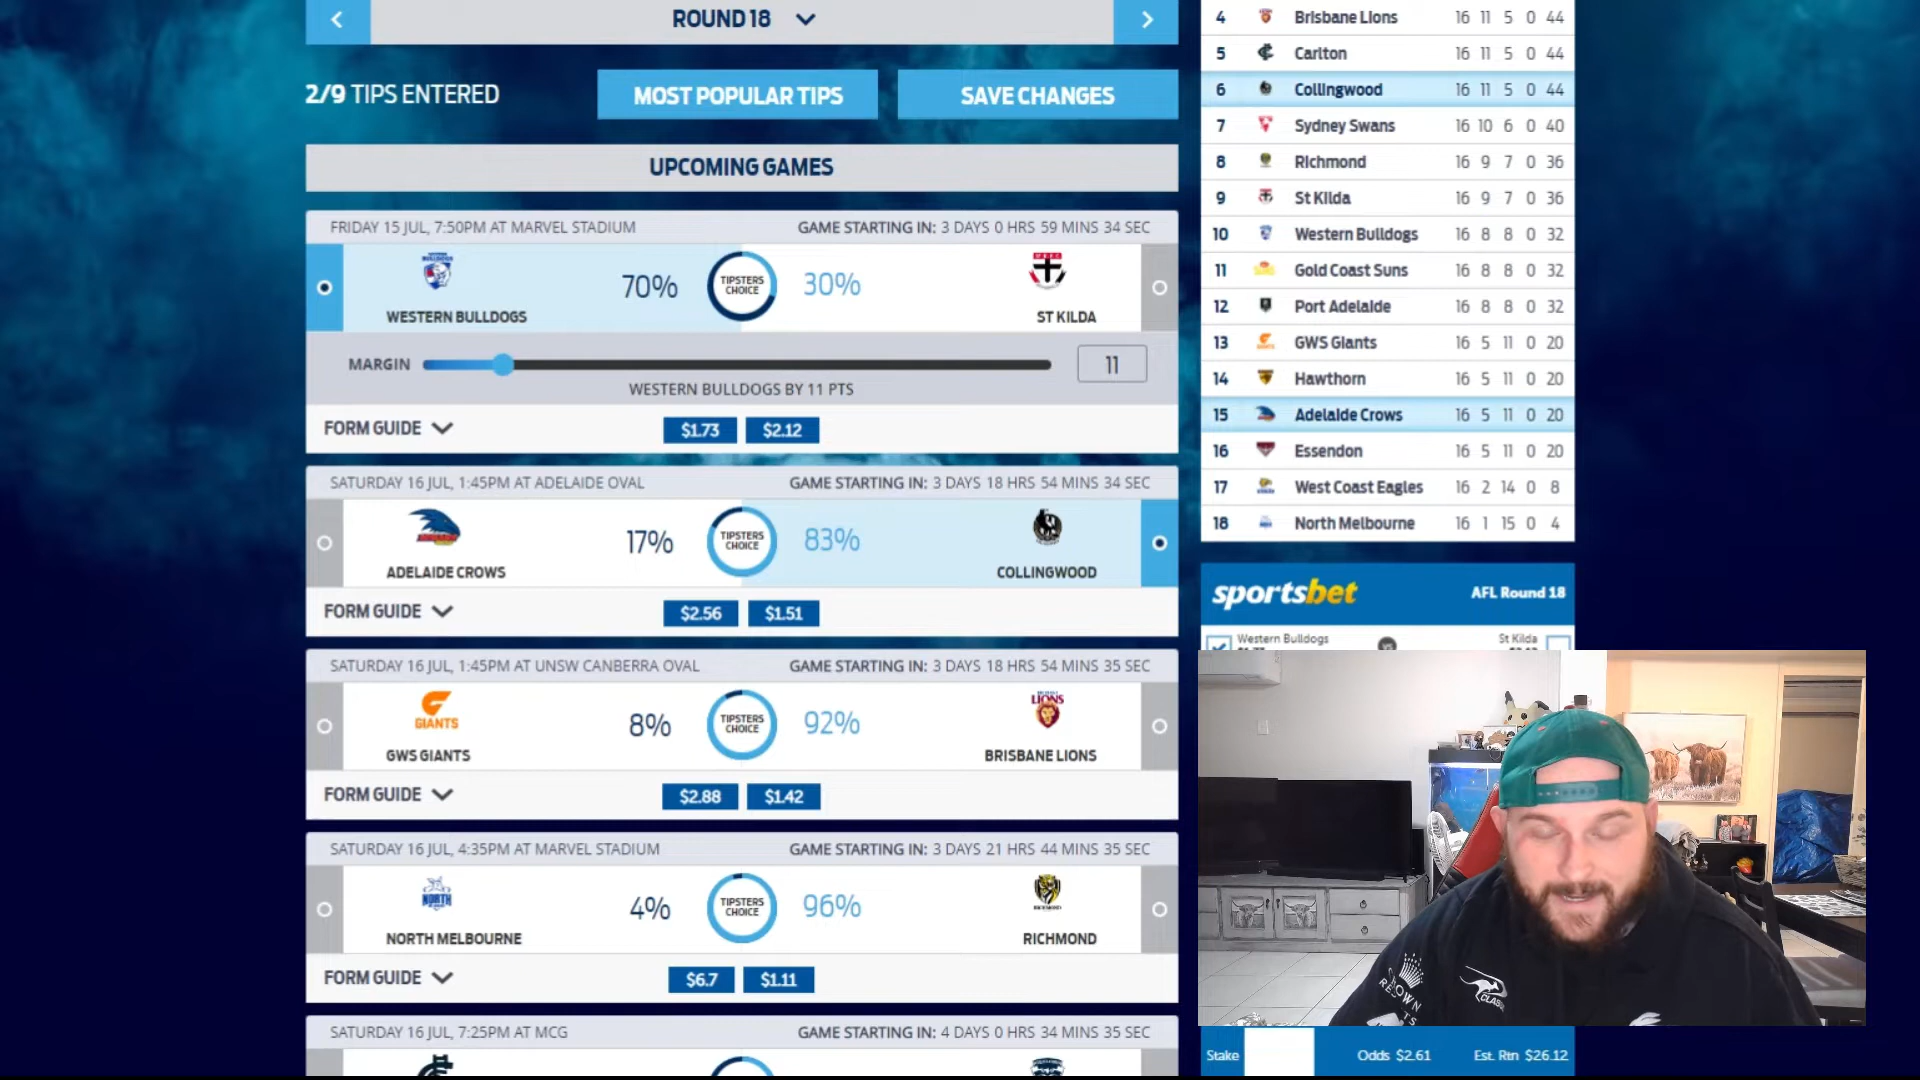 ROUND 18
2/9 TIPS ENTERED
MOST POPULAR TIPS
SAVE CHANGES
UPCOMING GAMES
FRIDAY 15 JUL, 7:50PM AT MARVEL STADIUM GAME STARTING IN: 3 DAYS 0 HRS 59 MINS 34 SEC
WESTERN BULLDOGS 70% TIPSTERS CHOICE 30% ST KILDA
MARGIN 11
WESTERN BULLDOGS BY 11 PTS
FORM GUIDE $1.73 $2.12
SATURDAY 16 JUL, 1:45PM AT ADELAIDE OVAL GAME STARTING IN: 3 DAYS 18 HRS 54 MINS 34 SEC
ADELAIDE CROWS 17% TIPSTERS CHOICE 83% COLLINGWOOD
FORM GUIDE $2.56 $1.51
SATURDAY 16 JUL, 1:45PM AT UNSW CANBERRA OVAL GAME STARTING IN: 3 DAYS 18 HRS 54 MINS 35 SEC
GIANTS LIONS
GWS GIANTS 8% TIPSTERS CHOICE 92% BRISBANE LIONS
FORM GUIDE $2.88 $1.42
SATURDAY 16 JUL, 4:35PM AT MARVEL STADIUM GAME STARTING IN: 3 DAYS 21 HRS 44 MINS 35 SEC
NORTH MELBOURNE 4% TIPSTERS CHOICE 96% RICHMOND
FORM GUIDE $6.7 $1.11
SATURDAY 16 JUL, 7:25PM AT MCG GAME STARTING IN: 4 DAYS 0 HRS 34 MINS 35 SEC
4 Brisbane Lions 16 11 5 0 44
5 Carlton 16 11 5 0 44
6 Collingwood 16 11 5 0 44
7 Sydney Swans 16 10 6 0 40
8 Richmond 16 9 7 0 36
9 St Kilda 16 9 7 0 36
10 Western Bulldogs 16 8 8 0 32
11 Gold Coast Suns 16 8 8 0 32
12 Port Adelaide 16 8 8 0 32
13 GWS Giants 16 5 11 0 20
14 Hawthorn 16 5 11 0 20
15 Adelaide Crows 16 5 11 0 20
16 Essendon 16 5 11 0 20
17 West Coast Eagles 16 2 14 0 8
18 North Melbourne 16 1 15 0 4
sportsbet AFL Round 18
Western Bulldogs St Kilda
Stake Odds $2.61 Est. Rtn $26.12